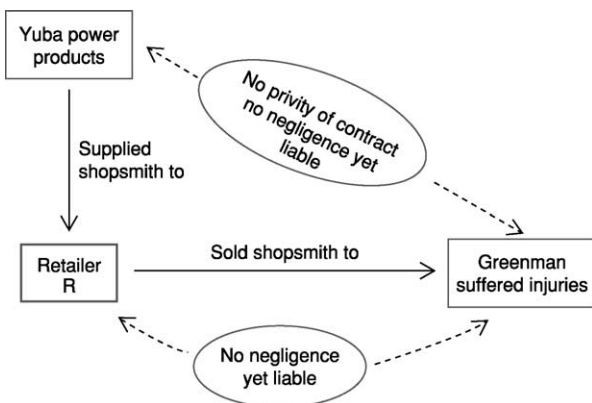 Yuba power
products
No privity of contract
no negligence yet
liable
Supplied
shopsmith to
Retailer
R
Sold shopsmith to
Greenman
suffered injuries
No negligence
yet liable